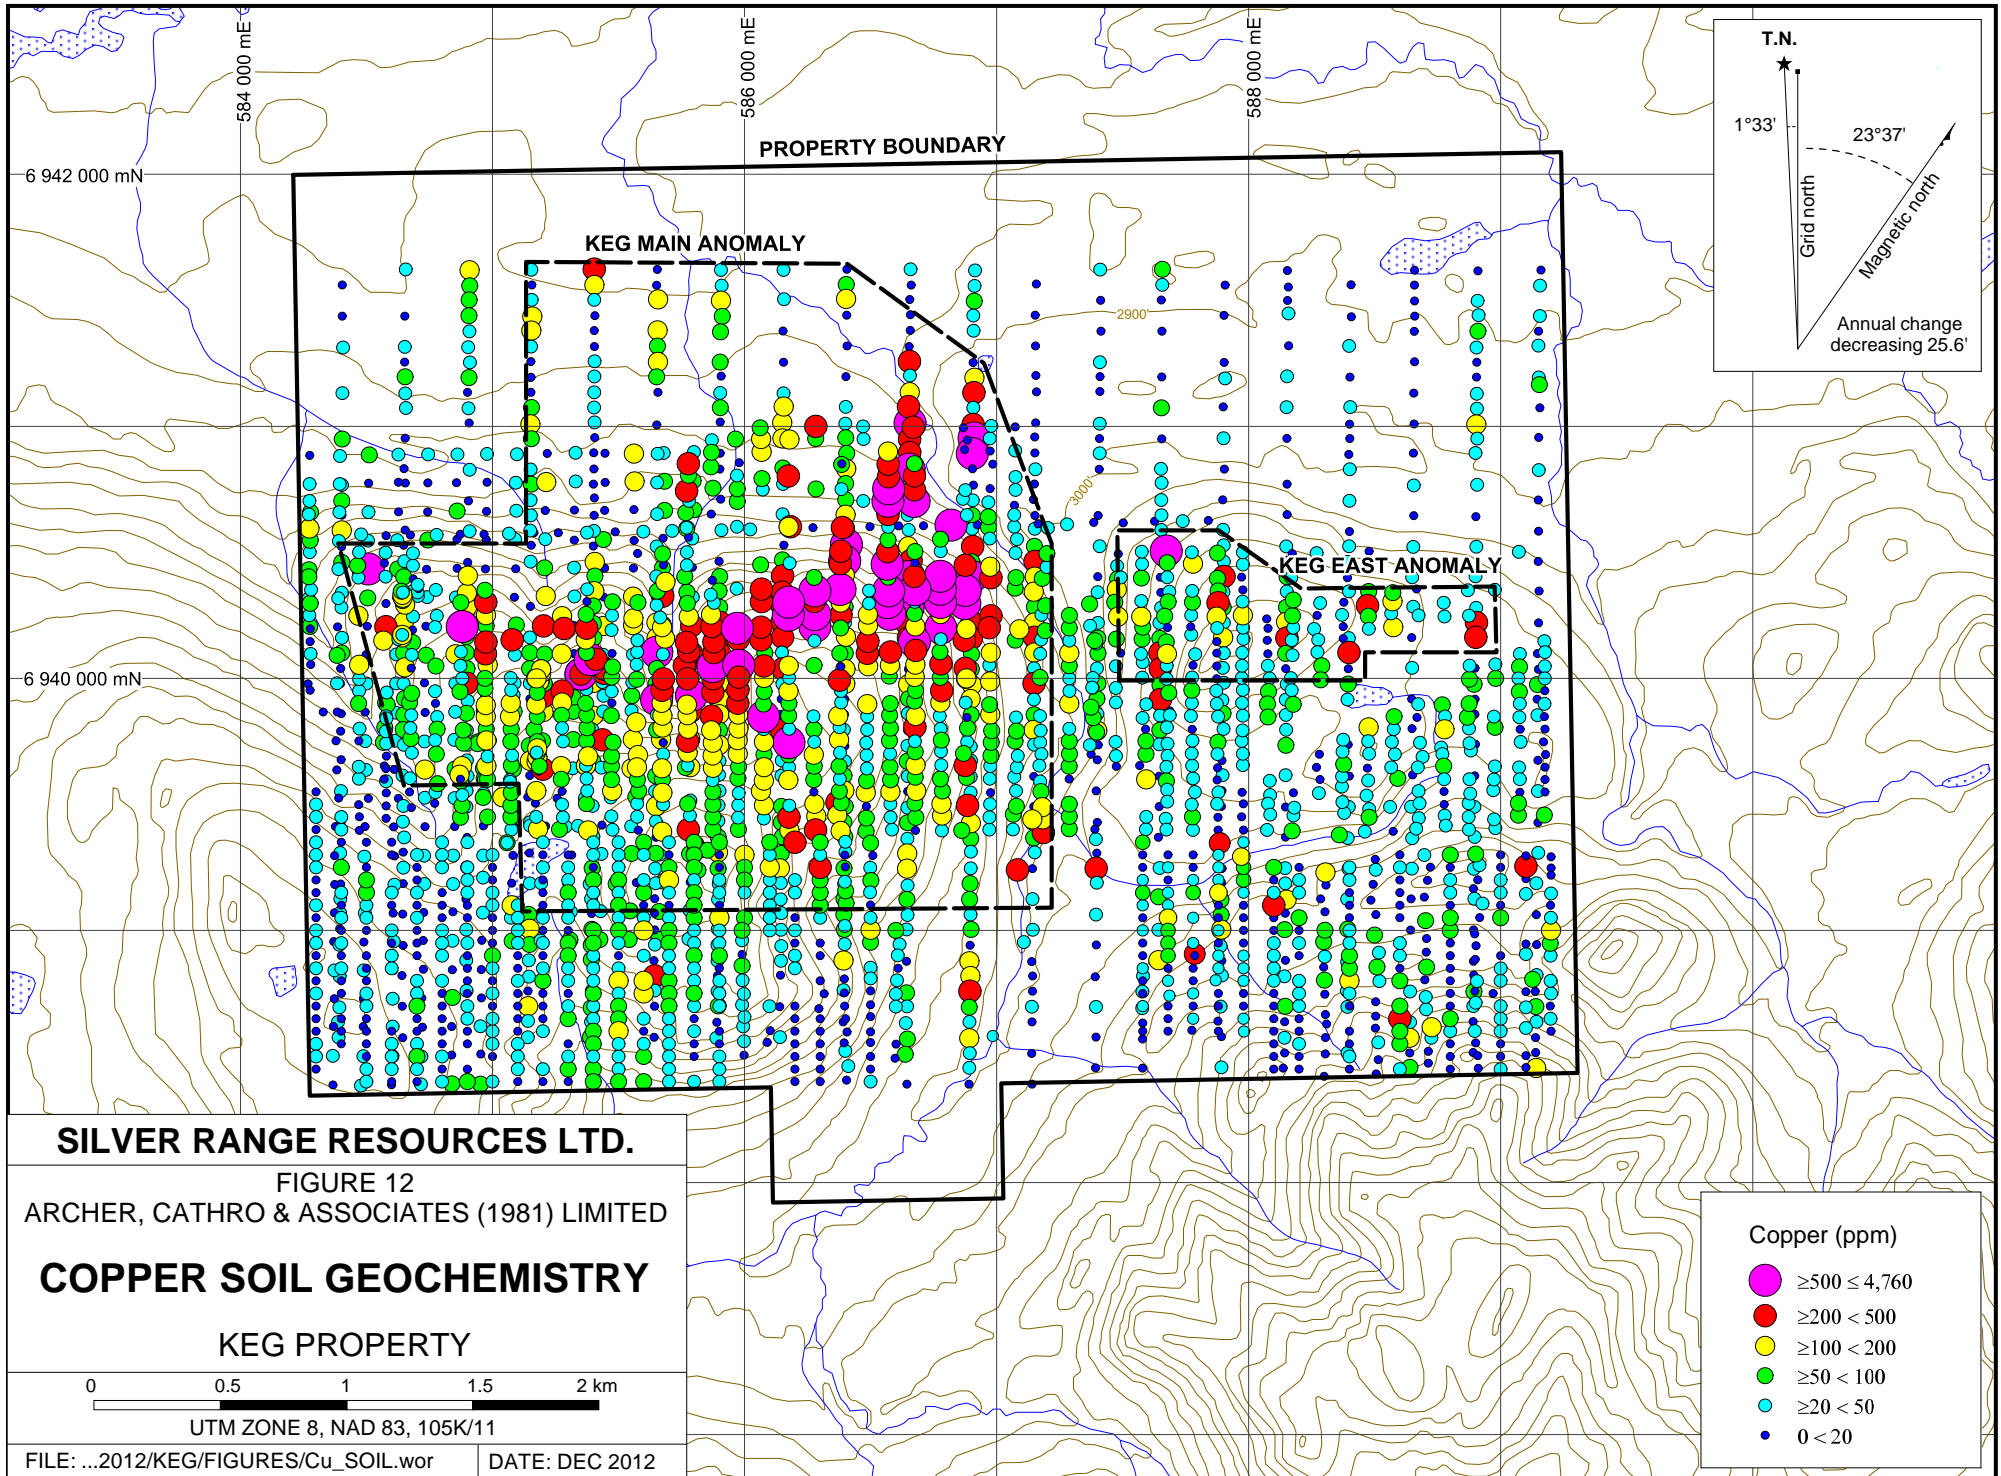 584 000 mE
586 000 mE
588 000 mE
T.N.
1°33'
23°37'
Grid north
Magnetic north
Annual change
decreasing 25.6'
PROPERTY BOUNDARY
6 942 000 mN
KEG MAIN ANOMALY
2900'
3000'
KEG EAST ANOMALY
6 940 000 mN
SILVER RANGE RESOURCES LTD.
FIGURE 12
ARCHER, CATHRO & ASSOCIATES (1981) LIMITED
COPPER SOIL GEOCHEMISTRY
KEG PROPERTY
0 0.5 1 1.5 2 km
UTM ZONE 8, NAD 83, 105K/11
FILE: ...2012/KEG/FIGURES/Cu_SOIL.wor
DATE: DEC 2012
Copper (ppm)
≥500 ≤ 4,760
≥200 < 500
≥100 < 200
≥50 < 100
≥20 < 50
0 < 20